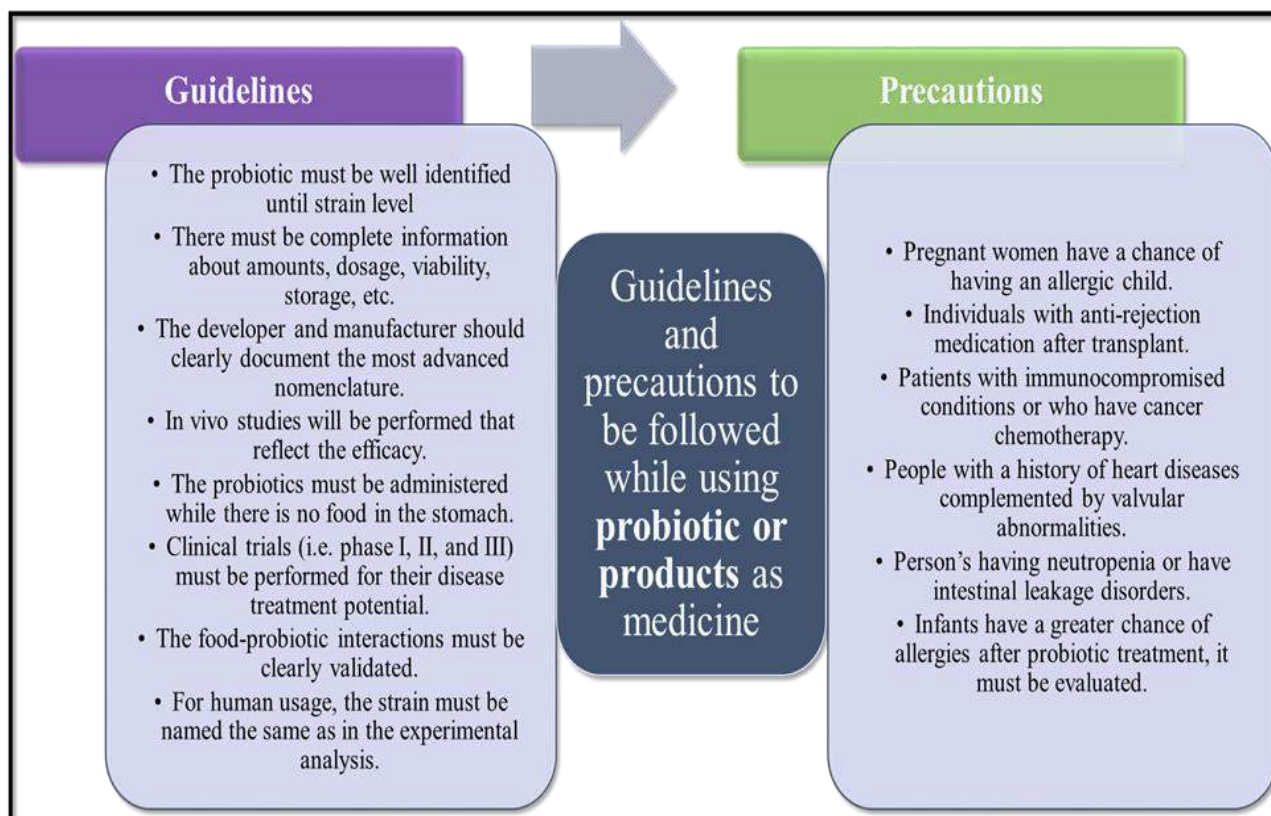 Guidelines
• The probiotic must be well identified
until strain level
• There must be complete information
about amounts, dosage, viability,
storage, etc.
• The developer and manufacturer should
clearly document the most advanced
nomenclature.
• In vivo studies will be performed that
reflect the efficacy.
• The probiotics must be administered
while there is no food in the stomach.
• Clinical trials (i.e. phase I, II, and III)
must be performed for their disease
treatment potential.
• The food-probiotic interactions must be
clearly validated.
• For human usage, the strain must be
named the same as in the experimental
analysis.
Guidelines
and
precautions to
be followed
while using
probiotic or
products as
medicine
Precautions
• Pregnant women have a chance of
having an allergic child.
• Individuals with anti-rejection
medication after transplant.
• Patients with immunocompromised
conditions or who have cancer
chemotherapy.
• People with a history of heart diseases
complemented by valvular
abnormalities.
• Person’s having neutropenia or have
intestinal leakage disorders.
• Infants have a greater chance of
allergies after probiotic treatment, it
must be evaluated.